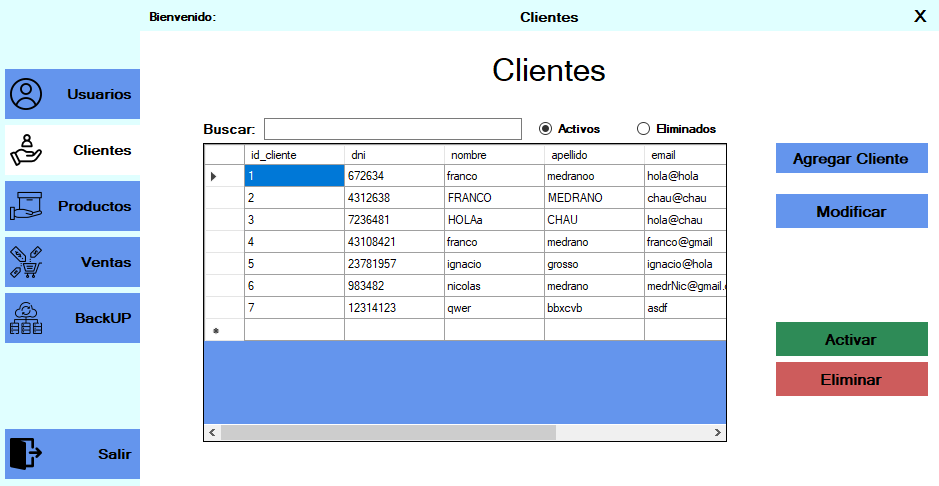 Bienvenido:
Clientes
X
Clientes
Usuarios
Clientes
Productos
Ventas
BackUP
Salir
Buscar:
Activos
Eliminados
id_cliente dni nombre apellido email
1 672634 franco medranoo hola@hola
2 4312638 FRANCO MEDRANO chau@chau
3 7236481 HOLAa CHAU hola@chau
4 43108421 franco medrano franco@gmail
5 23781957 ignacio grosso ignacio@hola
6 983482 nicolas medrano medrNic@gmail.
7 12314123 qwer bbxcvb asdf
*
Agregar Cliente
Modificar
Activar
Eliminar